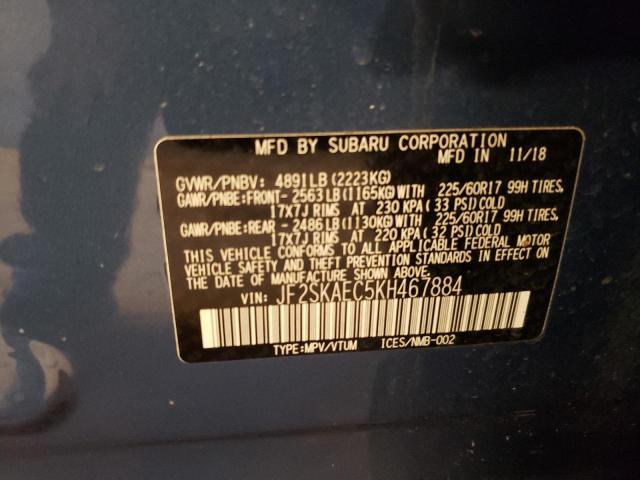 MFD BY SUBARU CORPORATION
GVWR/PNBV: 4891LB (2223KG) MFD IN 11/18
GAWR/PNBE:FRONT- 2563LB(1165KG)WITH 225/60R17 99H TIRES,
17X7J RIMS AT 230 KPA(33 PSI)COLD
GAWR/PNBE:REAR -2486LB(1130KG)WITH 225/60R17 99H TIRES,
17X7J RIMS AT 220 KPA(32 PSI)COLD
THIS VEHICLE CONFORMS TO ALL APPLICABLE FEDERAL MOTOR
VEHICLE SAFETY AND THEFT PREVENTION STANDARDS IN EFFECT ON
THE DATE OF MANUFACTURE SHOWN ABOVE.
VIN: JF2SKAEC5KH467884
TYPE:MPV/VTUM ICES/NMB-002